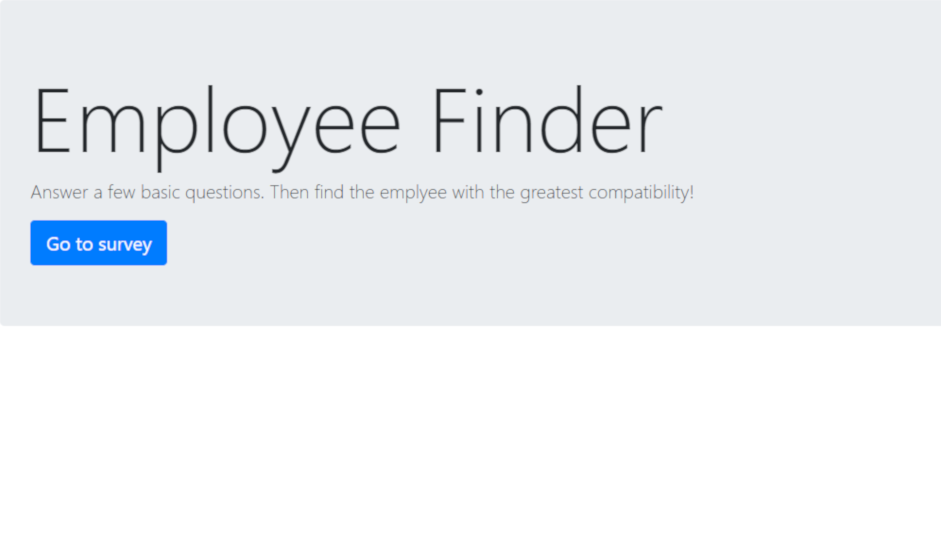 Employee Finder
Answer a few basic questions. Then find the emplyee with the greatest compatibility!
Go to survey